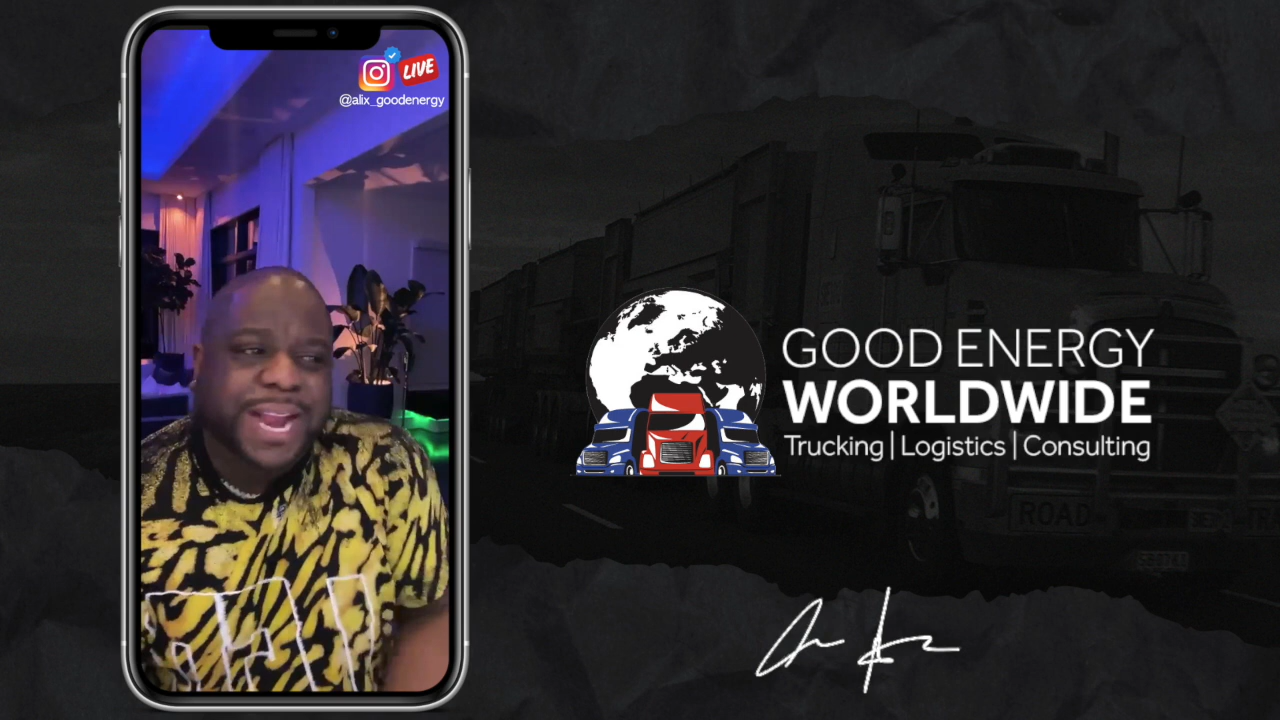 LIVE
@alix_goodenergy
GOOD ENERGY
WORLDWIDE
Trucking | Logistics | Consulting
ROAD